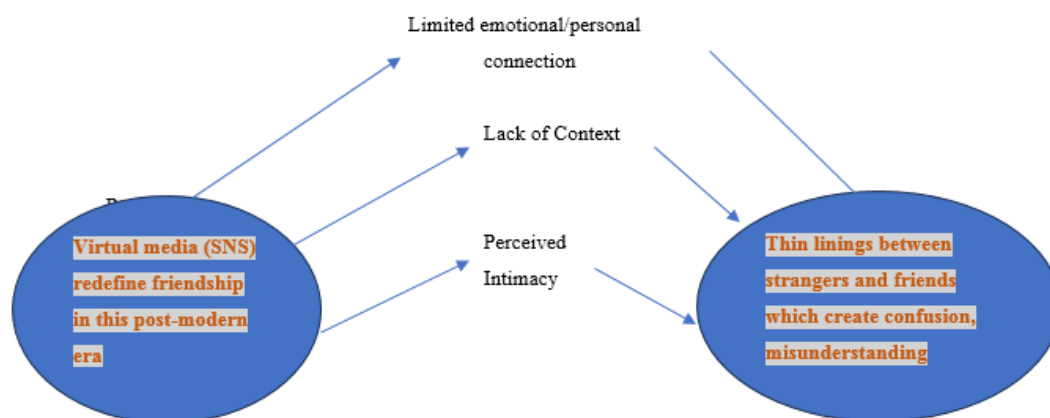 Limited emotional/personal
connection
Lack of Context
Perceived
Intimacy
Virtual media (SNS)
redefine friendship
in this post-modern
era
Thin linings between
strangers and friends
which create confusion,
misunderstanding